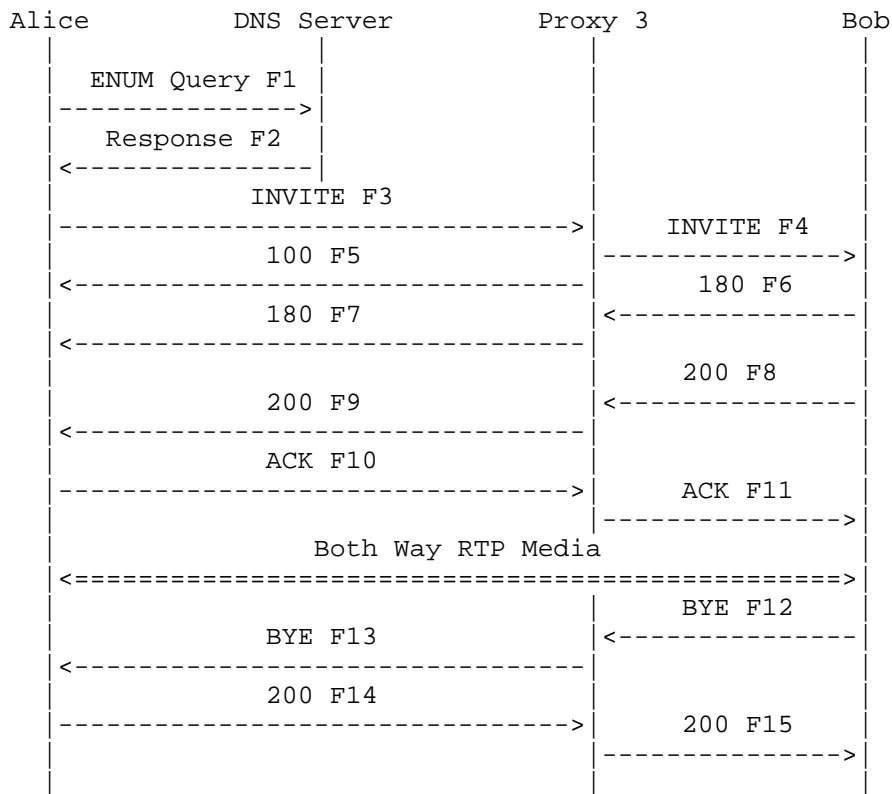 Alice DNS Server Proxy 3 Bob
ENUM Query F1
Response F2
INVITE F3
INVITE F4
100 F5
180 F6
180 F7
200 F8
200 F9
ACK F10
ACK F11
Both Way RTP Media
BYE F12
BYE F13
200 F14
200 F15